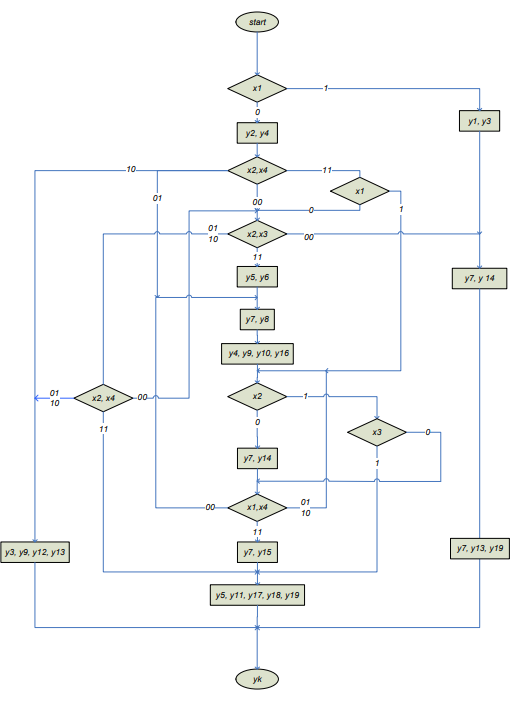 start
x1
1
0
y1, y3
y2, y4
10
x2,x4
11
x1
01
00
0
1
01
10
x2,x3
00
11
y5, y6
y7, y 14
y7, y8
y4, y9, y10, y16
01
10
x2, x4
00
x2
1
11
0
x3
0
y7, y14
1
00
x1,x4
01
10
11
y3, y9, y12, y13
y7, y15
y7, y13, y19
y5, y11, y17, y18, y19
yk